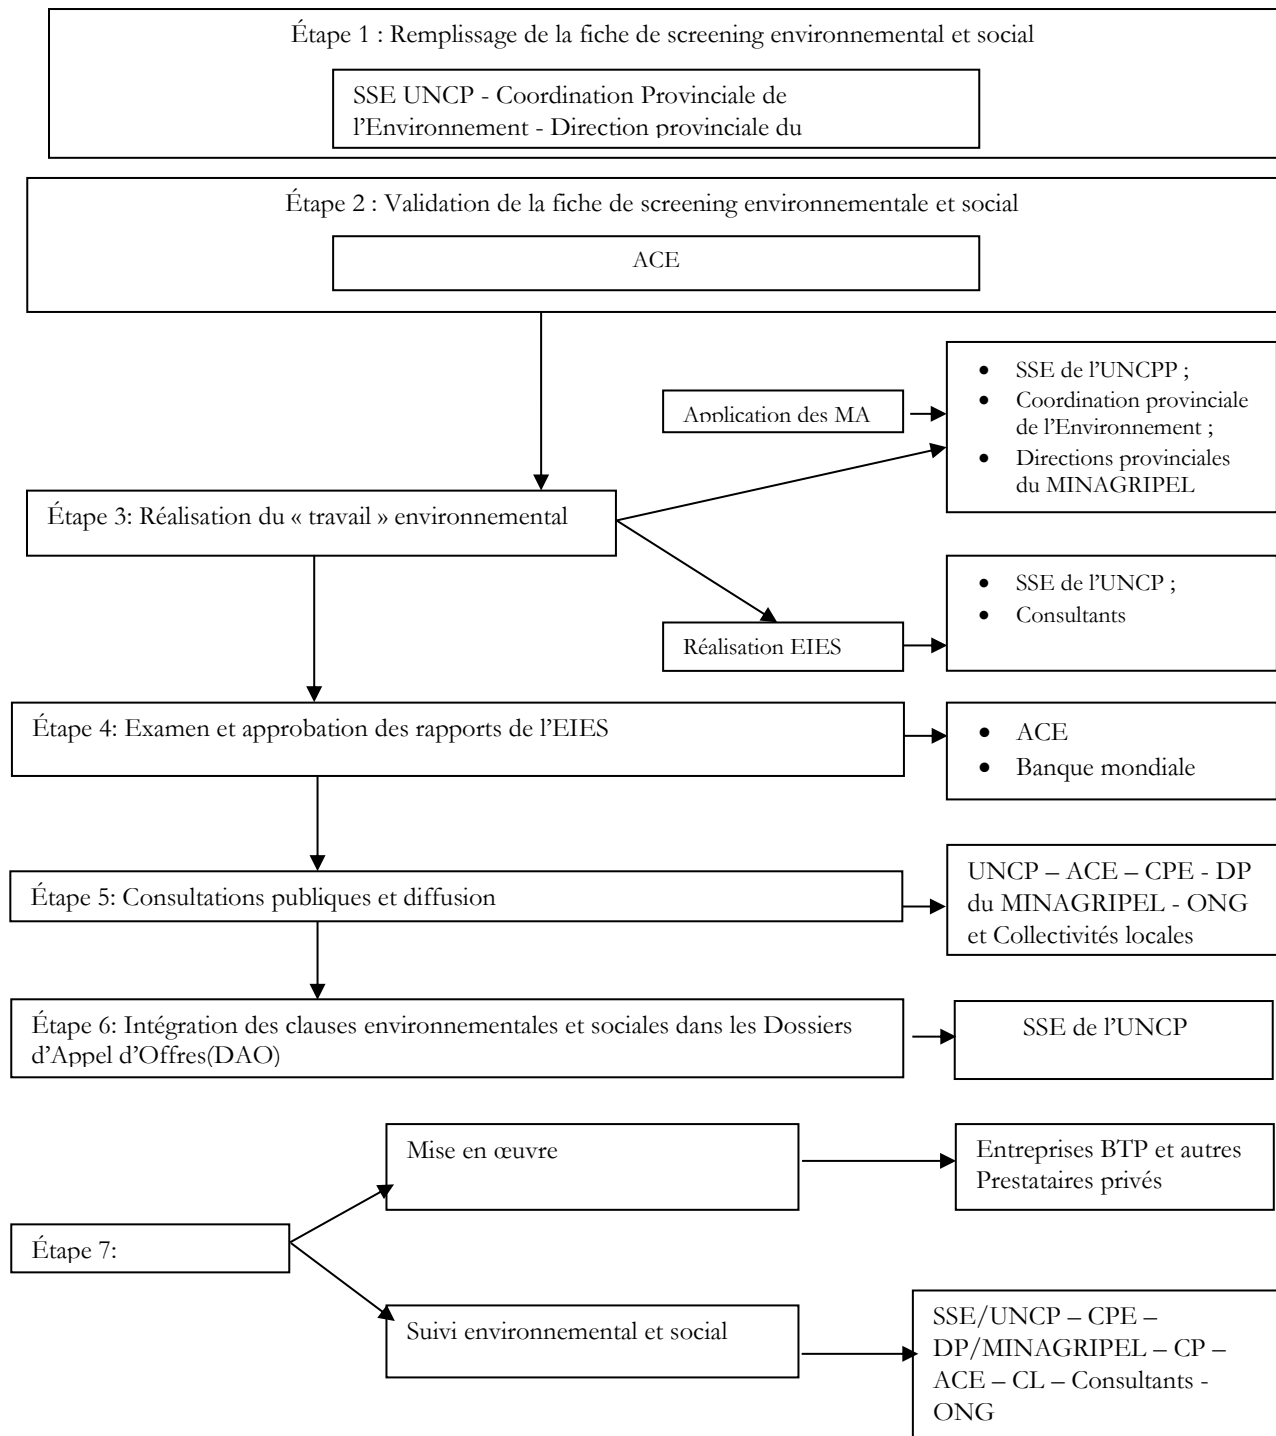 Étape 1 : Remplissage de la fiche de screening environnemental et social
SSE UNCP - Coordination Provinciale de
l'Environnement - Direction provinciale du
Étape 2 : Validation de la fiche de screening environnementale et social
ACE
Application des MA
• SSE de l'UNCPP ;
• Coordination provinciale
de l'Environnement ;
• Directions provinciales
du MINAGRIPEL
Étape 3: Réalisation du « travail » environnemental
• SSE de l'UNCP ;
• Consultants
Réalisation EIES
Étape 4: Examen et approbation des rapports de l'EIES
• ACE
• Banque mondiale
Étape 5: Consultations publiques et diffusion
UNCP – ACE – CPE - DP
du MINAGRIPEL - ONG
et Collectivités locales
Étape 6: Intégration des clauses environnementales et sociales dans les Dossiers
d'Appel d'Offres(DAO)
SSE de l'UNCP
Mise en œuvre
Entreprises BTP et autres
Prestataires privés
Étape 7:
Suivi environnemental et social
SSE/UNCP – CPE –
DP/MINAGRIPEL – CP –
ACE – CL – Consultants -
ONG